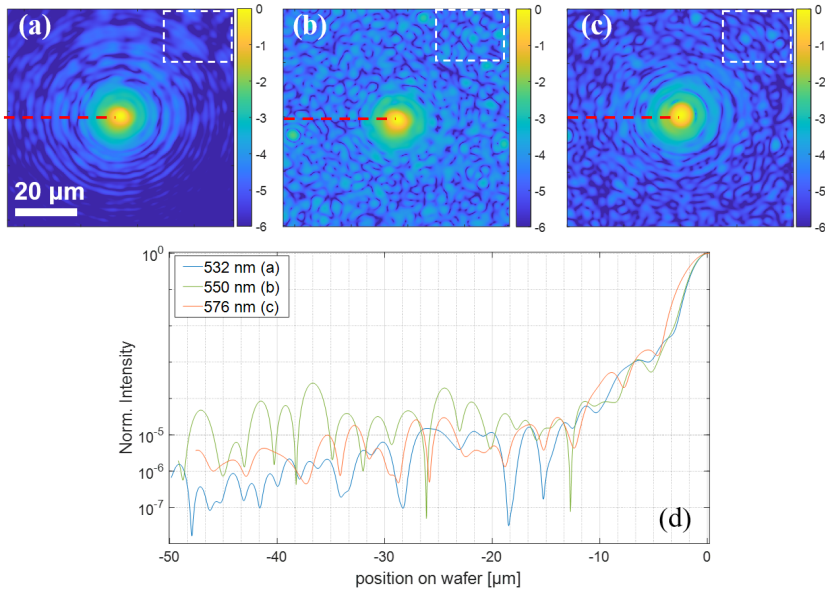 (a)
20 µm
0
-1
-2
-3
-4
-5
-6
(b)
0
-1
-2
-3
-4
-5
-6
(c)
0
-1
-2
-3
-4
-5
-6
532 nm (a)
550 nm (b)
576 nm (c)
Norm. Intensity
10^0
10^-5
10^-6
10^-7
(d)
-50 -40 -30 -20 -10 0
position on wafer [µm]